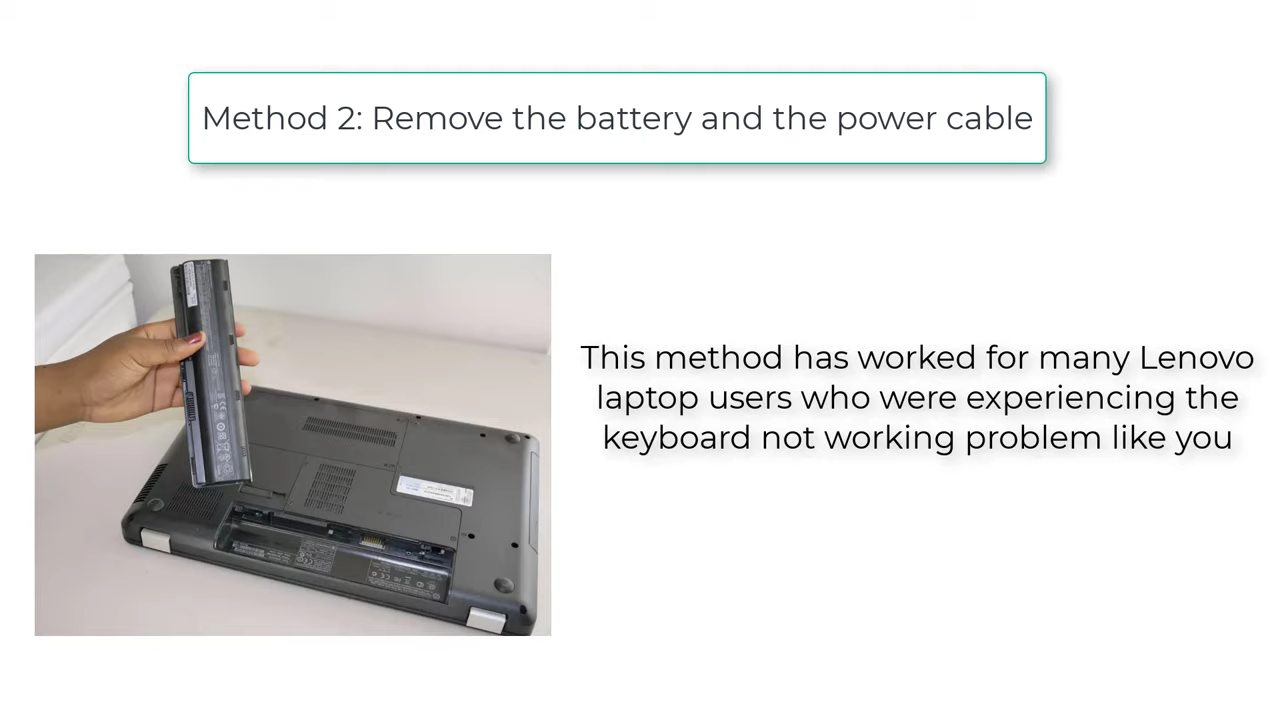 Method 2: Remove the battery and the power cable
This method has worked for many Lenovo
laptop users who were experiencing the
keyboard not working problem like you